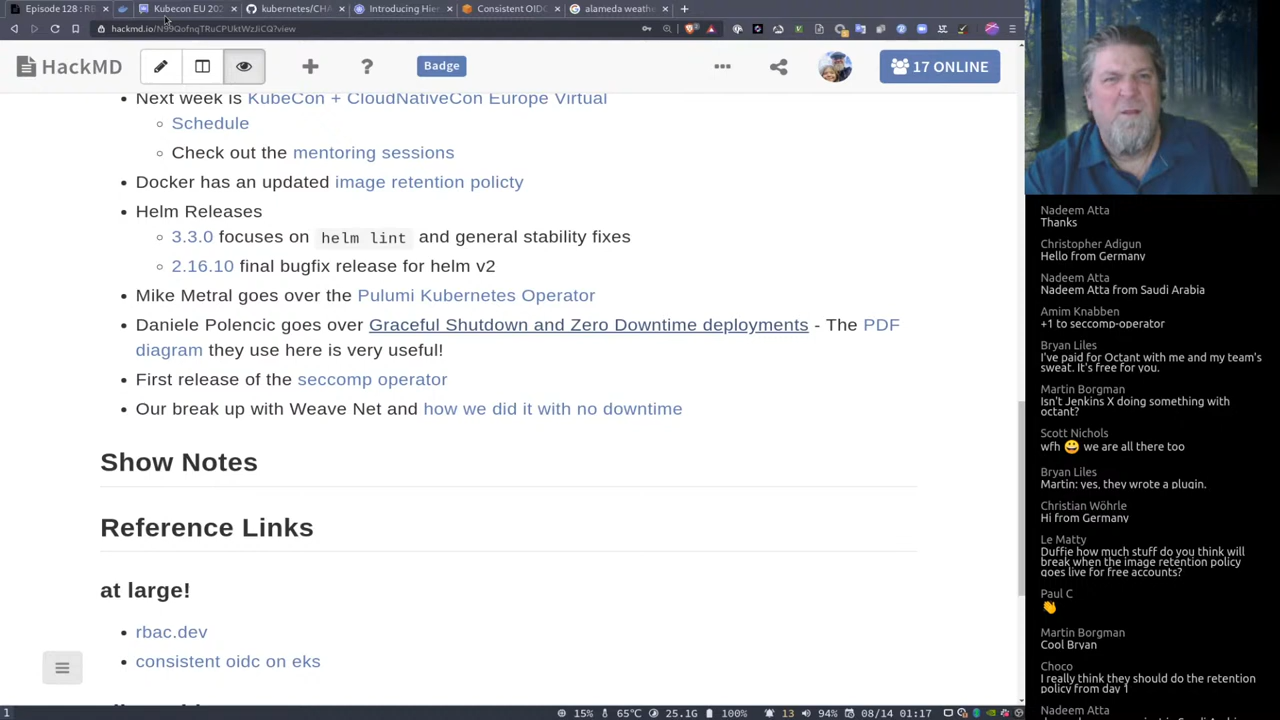 Episode 128 : RB
Kubecon EU 202
kubernetes/CHA
Introducing Hier
Consistent OIDC
alameda weathe
hackmd.io/N99QofnqTRuCPUktWzJiCQ?view
HackMD
Badge
17 ONLINE
Next week is KubeCon + CloudNativeCon Europe Virtual
Schedule
Check out the mentoring sessions
Docker has an updated image retention policty
Helm Releases
3.3.0 focuses on helm lint and general stability fixes
2.16.10 final bugfix release for helm v2
Mike Metral goes over the Pulumi Kubernetes Operator
Daniele Polencic goes over Graceful Shutdown and Zero Downtime deployments - The PDF
diagram they use here is very useful!
First release of the seccomp operator
Our break up with Weave Net and how we did it with no downtime
Show Notes
Reference Links
at large!
rbac.dev
consistent oidc on eks
Nadeem Atta
Thanks
Christopher Adigun
Hello from Germany
Nadeem Atta
Nadeem Atta from Saudi Arabia
Amim Knabben
+1 to seccomp-operator
Bryan Liles
I've paid for Octant with me and my team's
sweat. It's free for you.
Martin Borgman
Isn't Jenkins X doing something with
octant?
Scott Nichols
wfh 😀 we are all there too
Bryan Liles
Martin: yes, they wrote a plugin.
Christian Wöhrle
Hi from Germany
Le Matty
Duffie how much stuff do you think will
break when the image retention policy
goes live for free accounts?
Paul C
👏
Martin Borgman
Cool Bryan
Choco
I really think they should do the retention
policy from day 1
Nadeem Atta
1
15% 65°C 25.1G 100% 13 94% 08/14 01:17